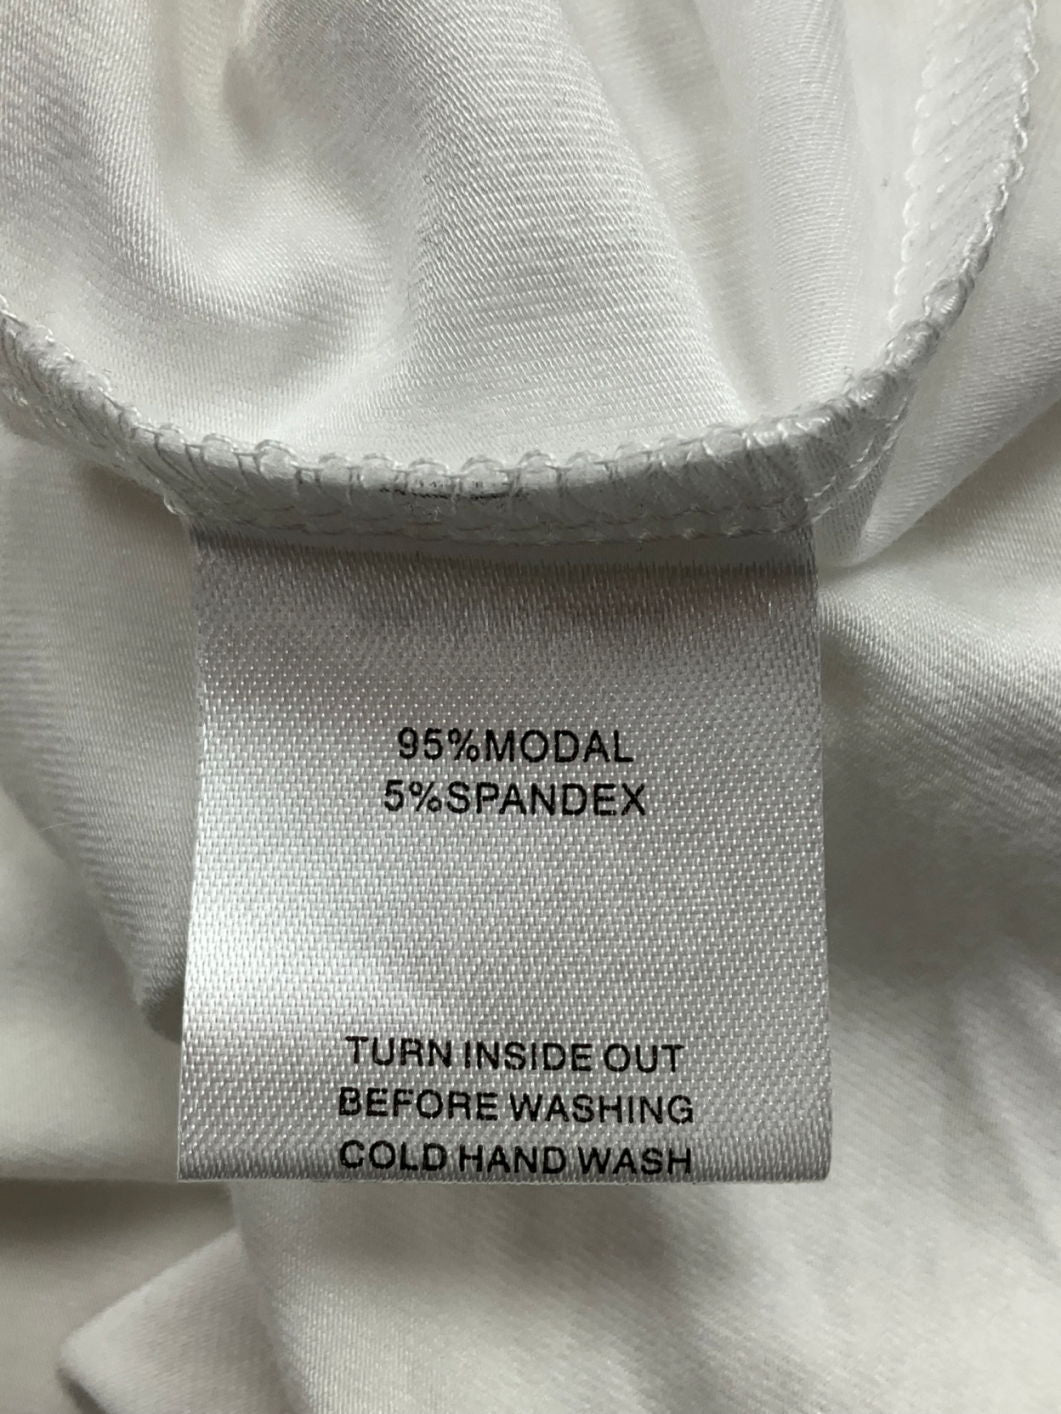 95%MODAL
5%SPANDEX
TURN INSIDE OUT
BEFORE WASHING
COLD HAND WASH